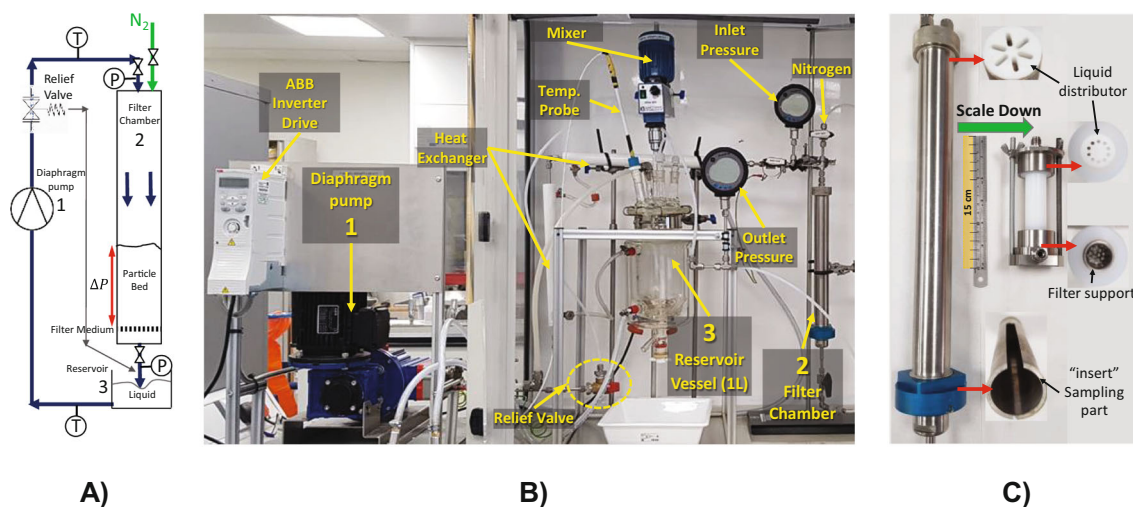 T
N₂
P
Relief
Valve
Filter
Chamber
2
Diaphragm
pump
1
ΔP
Particle
Bed
Filter Medium
Reservoir
3
P
Liquid
T
A)
Mixer
Inlet
Pressure
Nitrogen
ABB
Inverter
Drive
Temp.
Probe
Heat
Exchanger
Diaphragm
pump
1
Outlet
Pressure
3
Reservoir
Vessel (1L)
2
Filter
Chamber
Relief Valve
B)
Liquid
distributor
Scale Down
15 cm
Filter support
"insert"
Sampling
part
C)